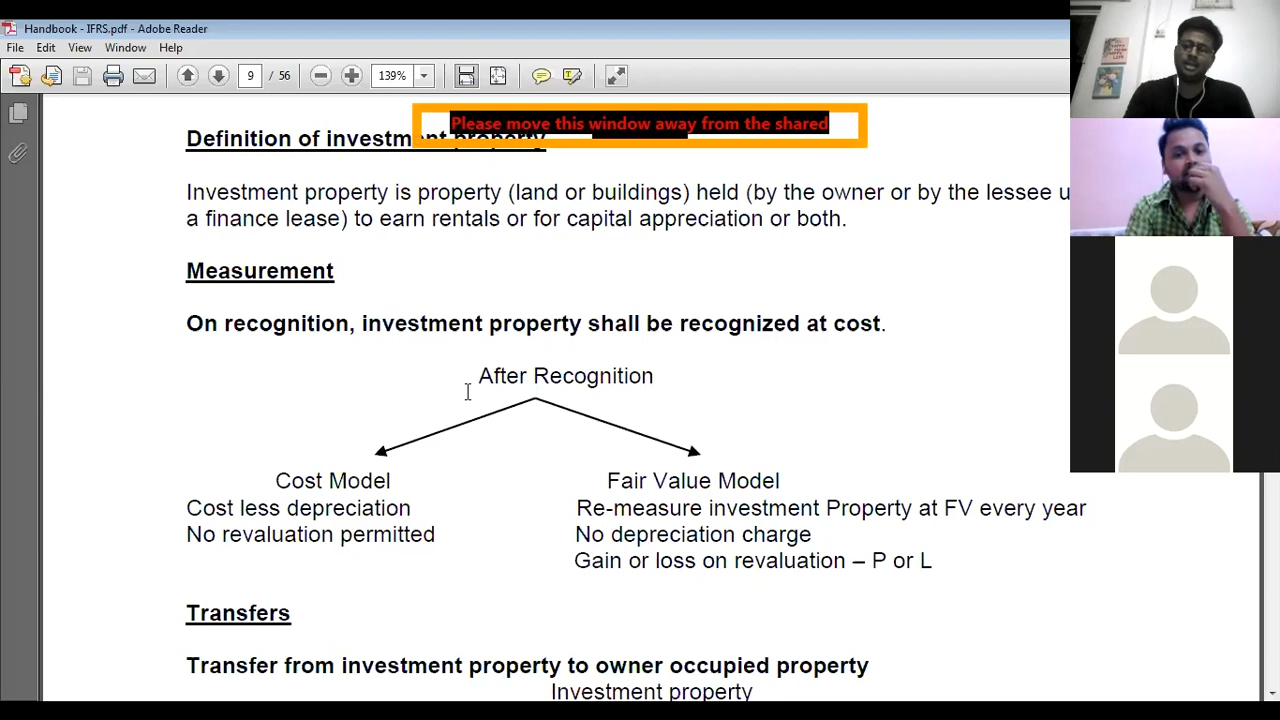 Handbook - IFRS.pdf - Adobe Reader
File Edit View Window Help
9 / 56 139%
Please move this window away from the shared
Definition of investment property
Investment property is property (land or buildings) held (by the owner or by the lessee u
a finance lease) to earn rentals or for capital appreciation or both.
Measurement
On recognition, investment property shall be recognized at cost.
After Recognition
Cost Model Fair Value Model
Cost less depreciation Re-measure investment Property at FV every year
No revaluation permitted No depreciation charge
Gain or loss on revaluation – P or L
Transfers
Transfer from investment property to owner occupied property
Investment property